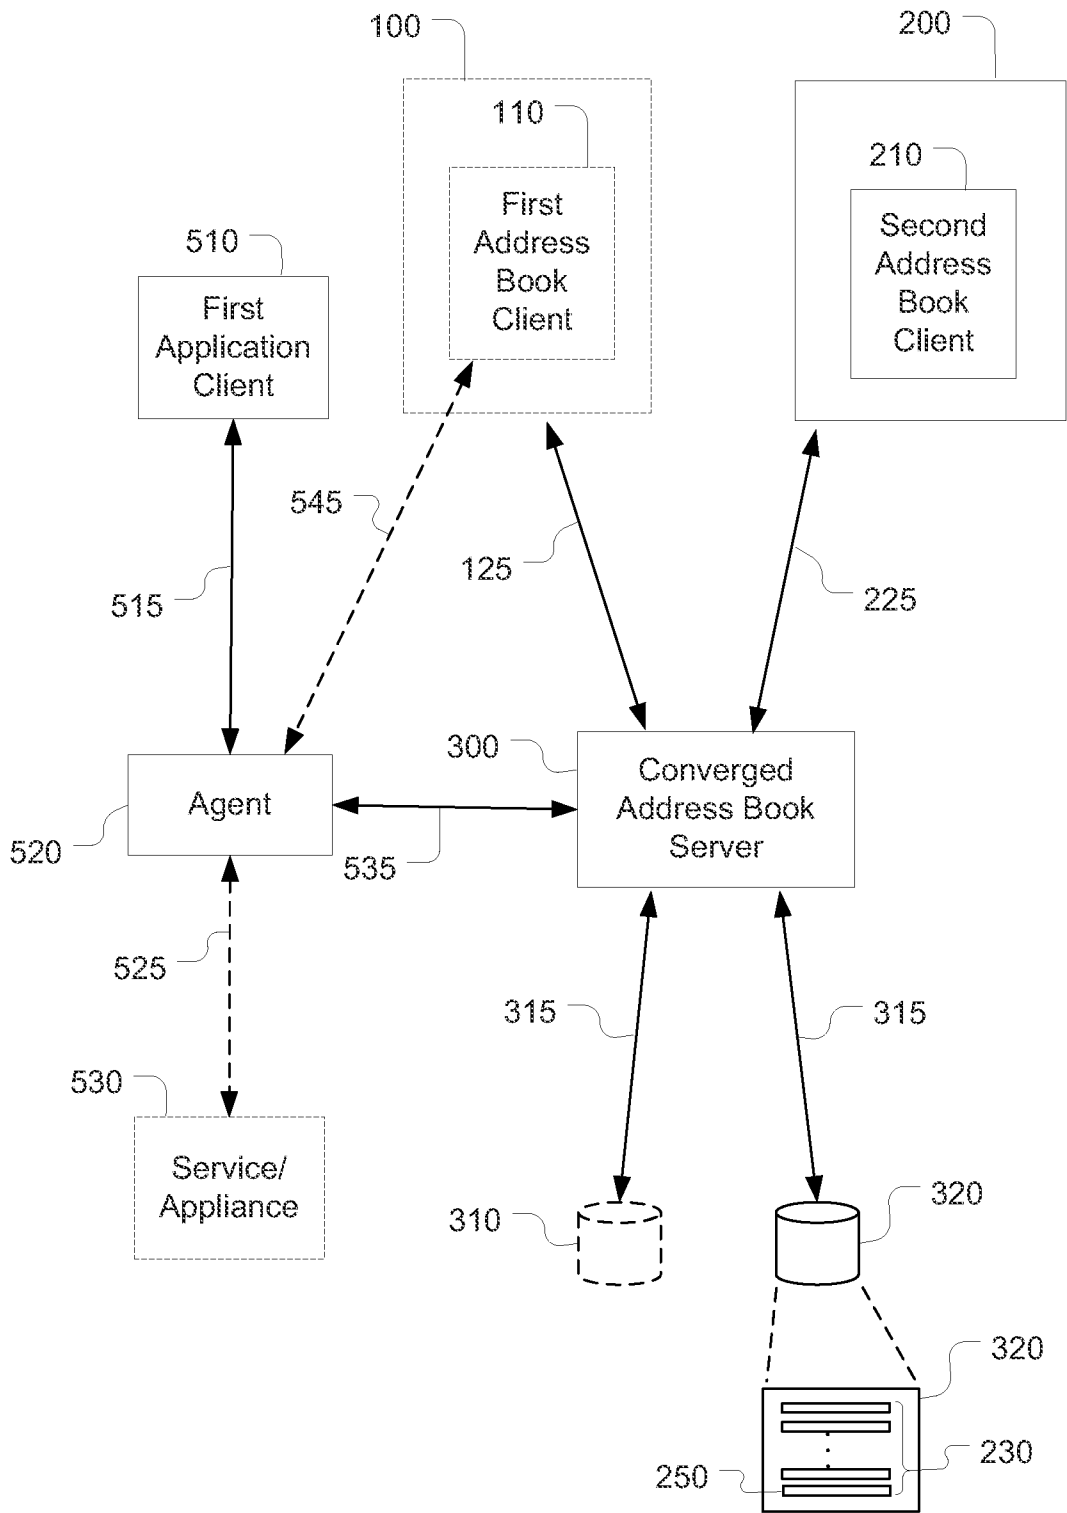 100
200
110
First
Address
Book
Client
210
Second
Address
Book
Client
510
First
Application
Client
545
125
515
225
300
Converged
Address Book
Server
Agent
520
535
525
315
315
530
Service/
Appliance
310
320
320
230
250